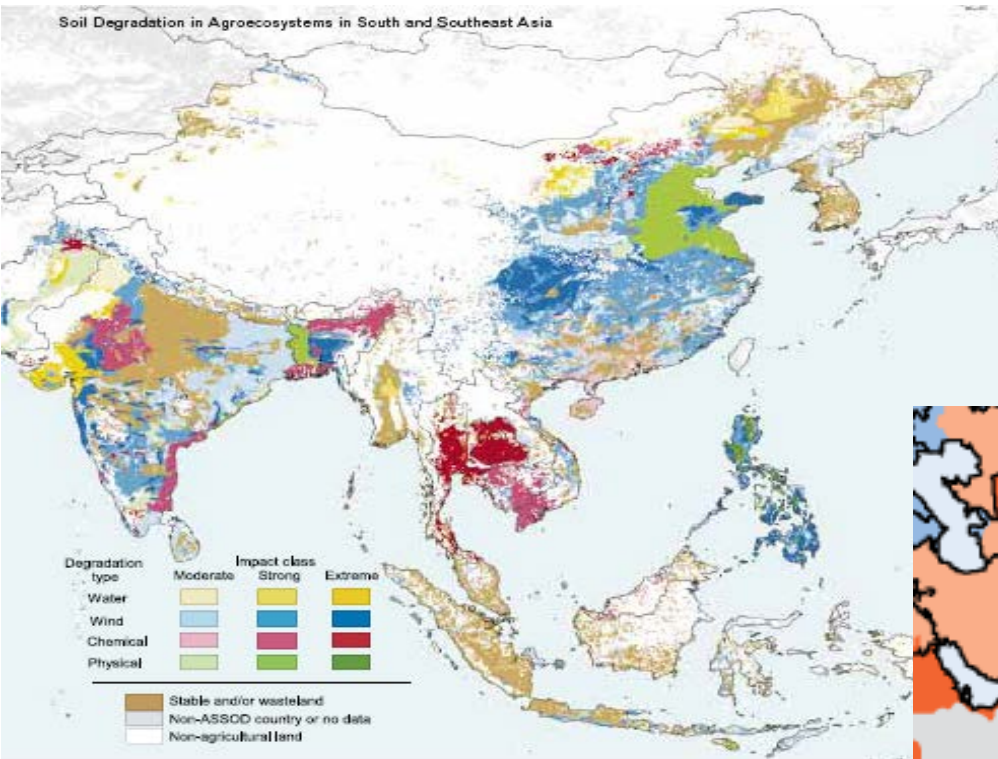 Soil Degradation in Agroecosystems in South and Southeast Asia
Degradation type
Impact class
Moderate Strong Extreme
Water
Wind
Chemical
Physical
Stable and/or wasteland
Non-ASSOD country or no data
Non-agricultural land